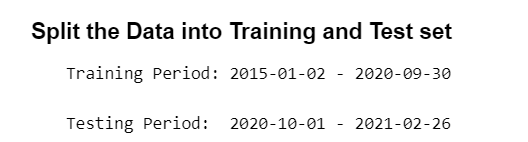 Split the Data into Training and Test set
Training Period: 2015-01-02 - 2020-09-30
Testing Period:  2020-10-01 - 2021-02-26